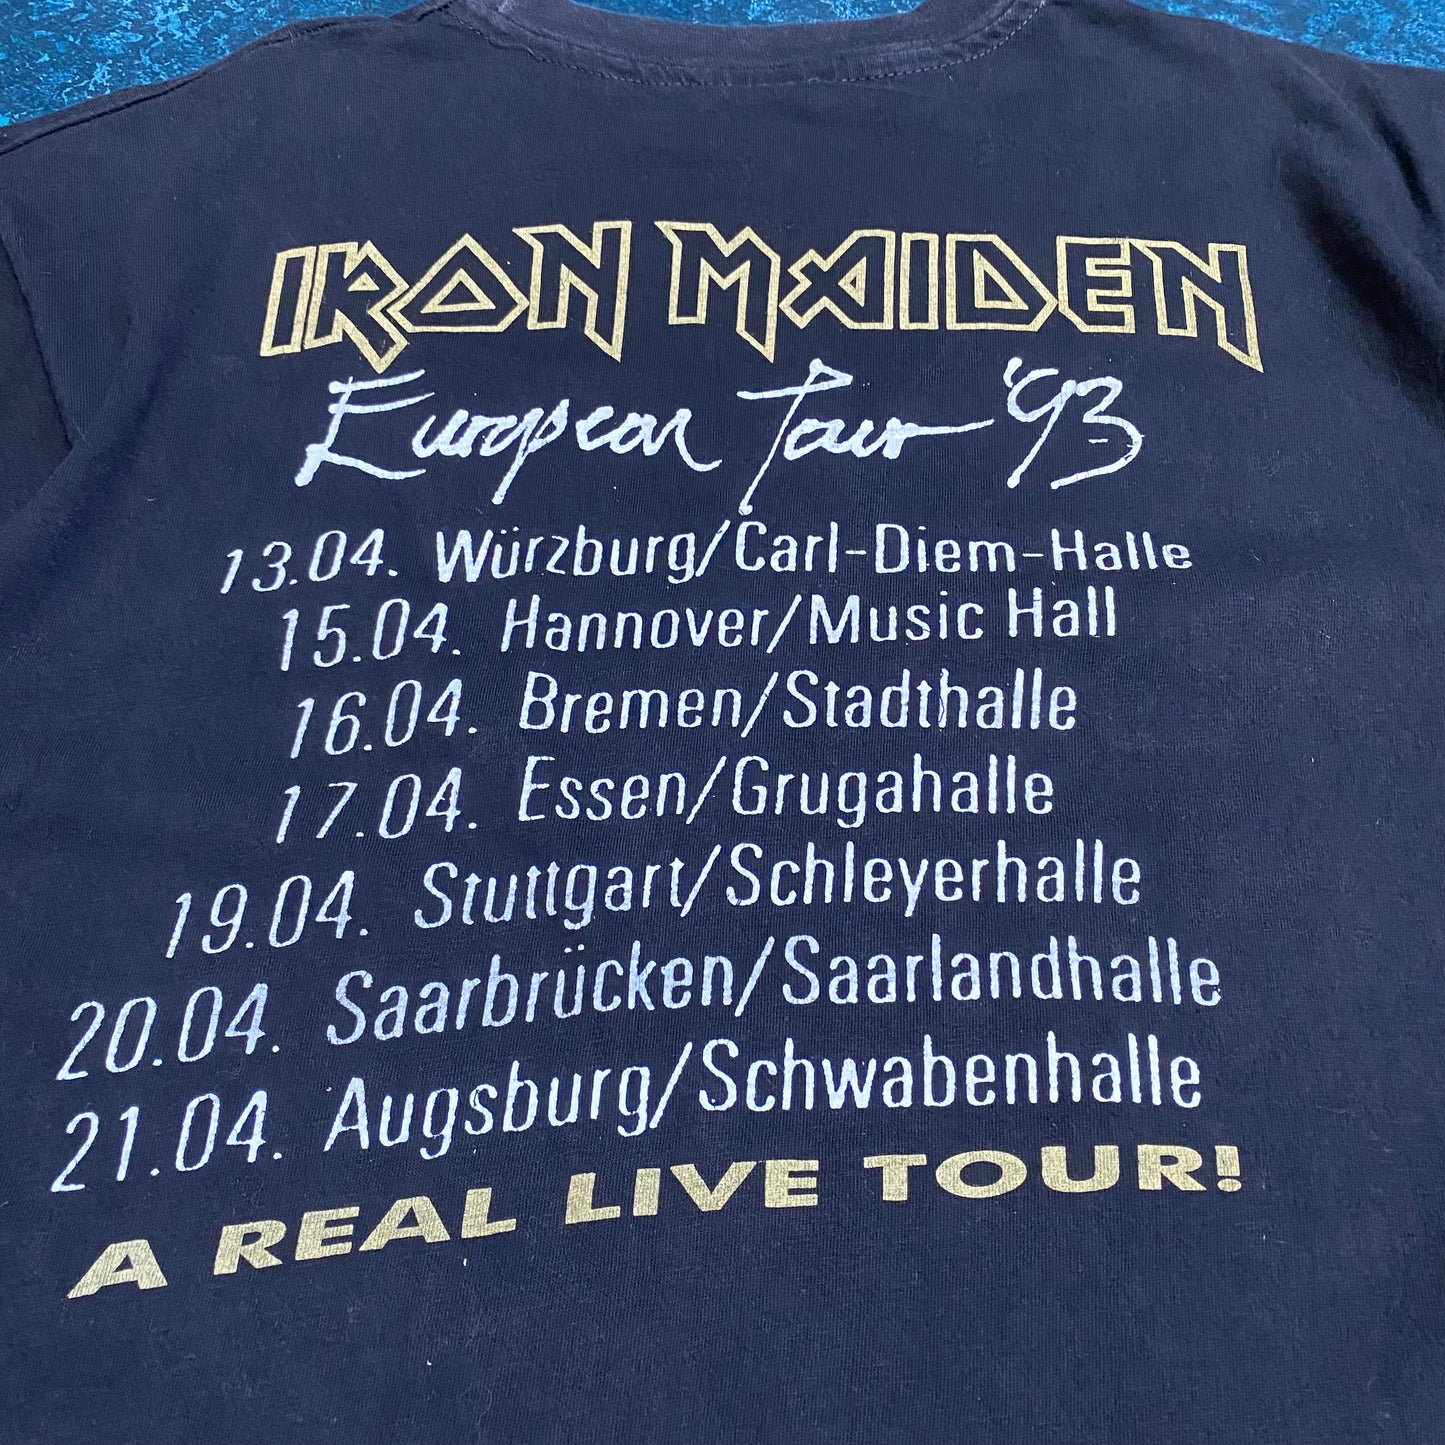 IRON MAIDEN
European Tour '93
13.04. Würzburg/Carl-Diem-Halle
15.04. Hannover/Music Hall
16.04. Bremen/Stadthalle
17.04. Essen/Grugahalle
19.04. Stuttgart/Schleyerhalle
20.04. Saarbrücken/Saarlandhalle
21.04. Augsburg/Schwabenhalle
A REAL LIVE TOUR!